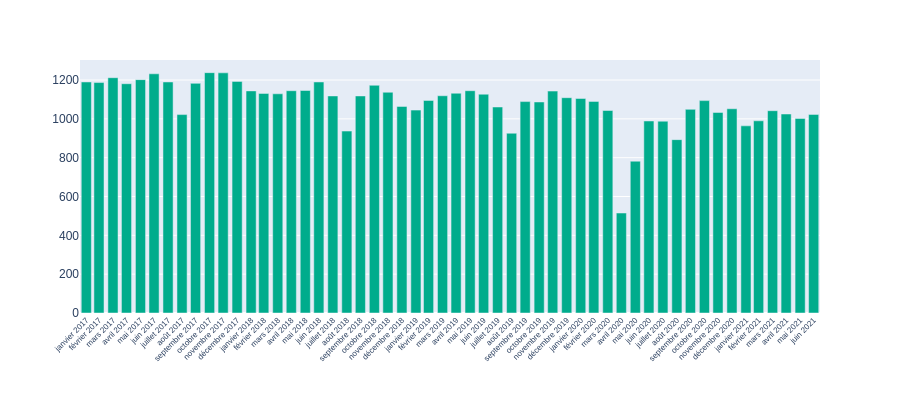 1200
1000
800
600
400
200
0
janvier 2017
février 2017
mars 2017
avril 2017
mai 2017
juin 2017
juillet 2017
août 2017
septembre 2017
octobre 2017
novembre 2017
décembre 2017
janvier 2018
février 2018
mars 2018
avril 2018
mai 2018
juin 2018
juillet 2018
août 2018
septembre 2018
octobre 2018
novembre 2018
décembre 2018
janvier 2019
février 2019
mars 2019
avril 2019
mai 2019
juin 2019
juillet 2019
août 2019
septembre 2019
octobre 2019
novembre 2019
décembre 2019
janvier 2020
février 2020
mars 2020
avril 2020
mai 2020
juin 2020
juillet 2020
août 2020
septembre 2020
octobre 2020
novembre 2020
décembre 2020
janvier 2021
février 2021
mars 2021
avril 2021
mai 2021
juin 2021